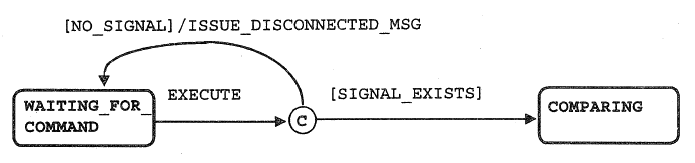 [NO_SIGNAL]/ISSUE_DISCONNECTED_MSG
EXECUTE
[SIGNAL_EXISTS]
WAITING_FOR_
COMMAND
C
COMPARING